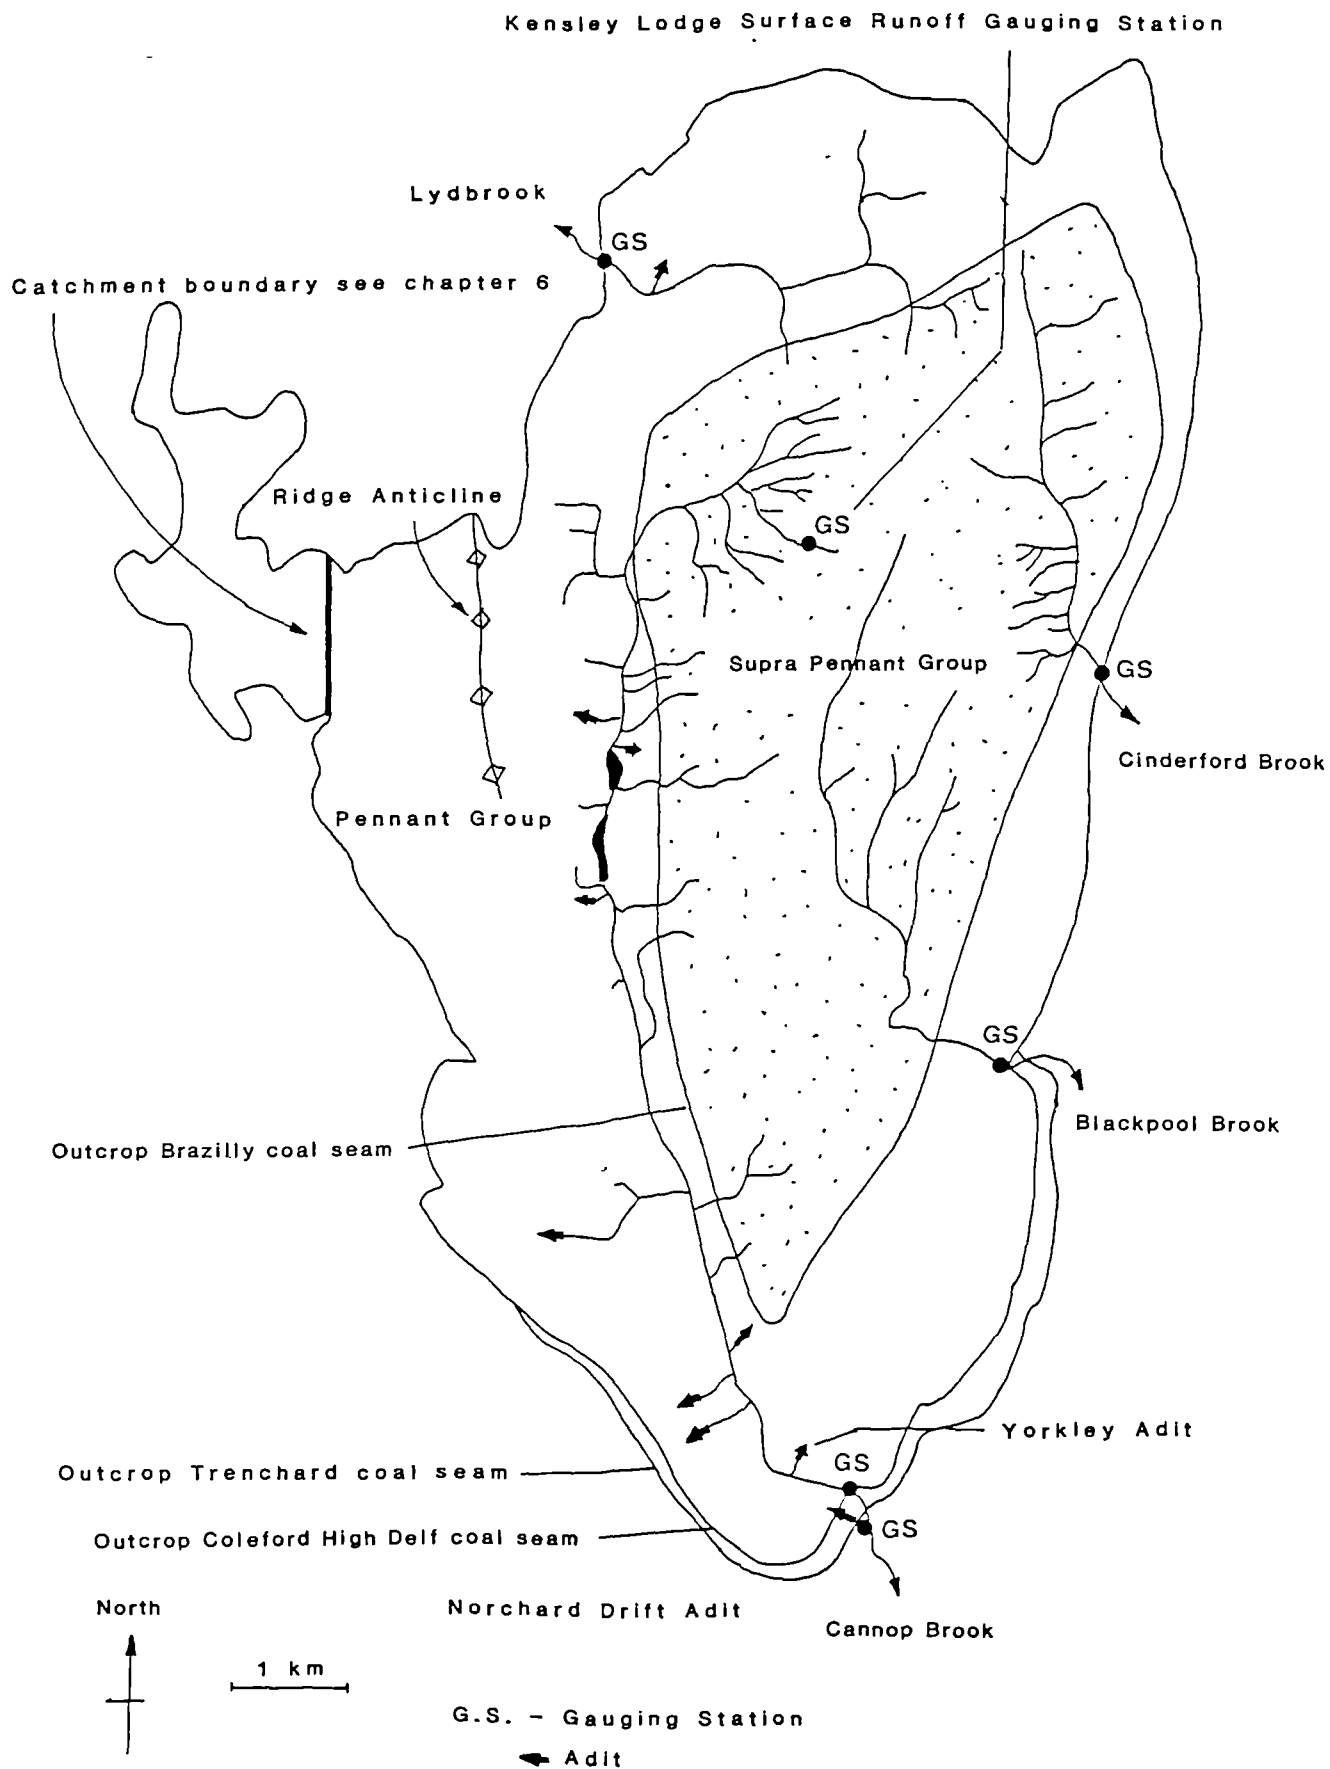 Kensley Lodge Surface Runoff Gauging Station
Lydbrook
GS
Catchment boundary see chapter 6
Ridge Anticline
GS
Supra Pennant Group
GS
Cinderford Brook
Pennant Group
GS
Blackpool Brook
Outcrop Brazilly coal seam
Yorkley Adit
GS
Outcrop Trenchard coal seam
GS
Outcrop Coleford High Delf coal seam
North
Norchard Drift Adit
Cannop Brook
1 km
G.S. - Gauging Station
Adit